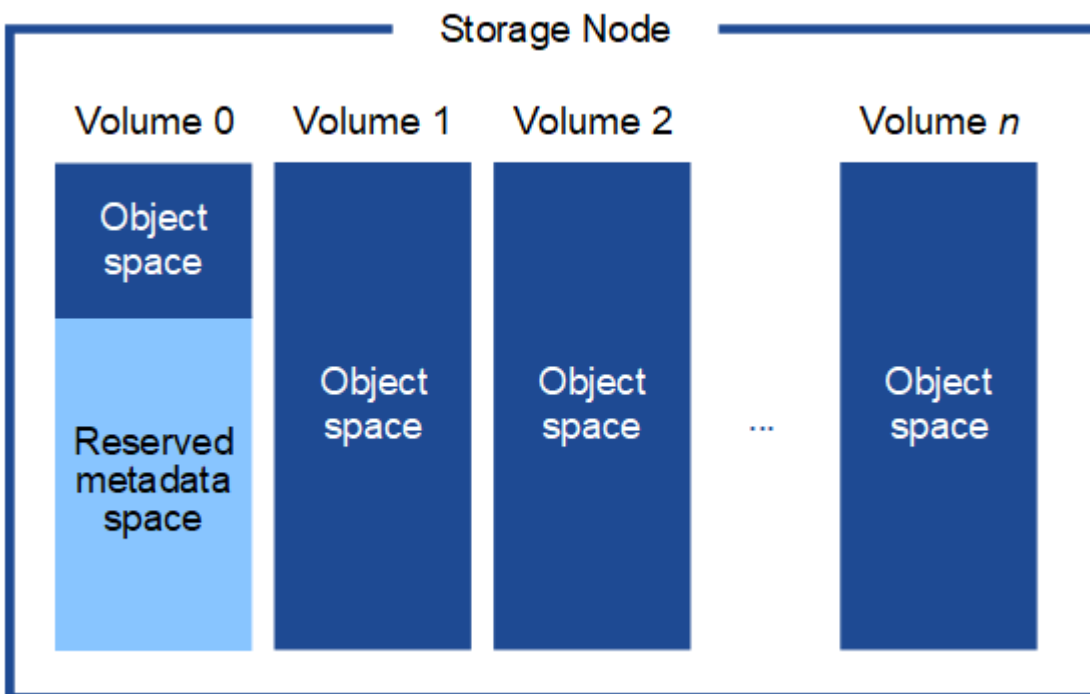 Storage Node
Volume 0
Volume 1
Volume 2
Volume n
Object
space
Reserved
metadata
space
Object
space
Object
space
...
Object
space